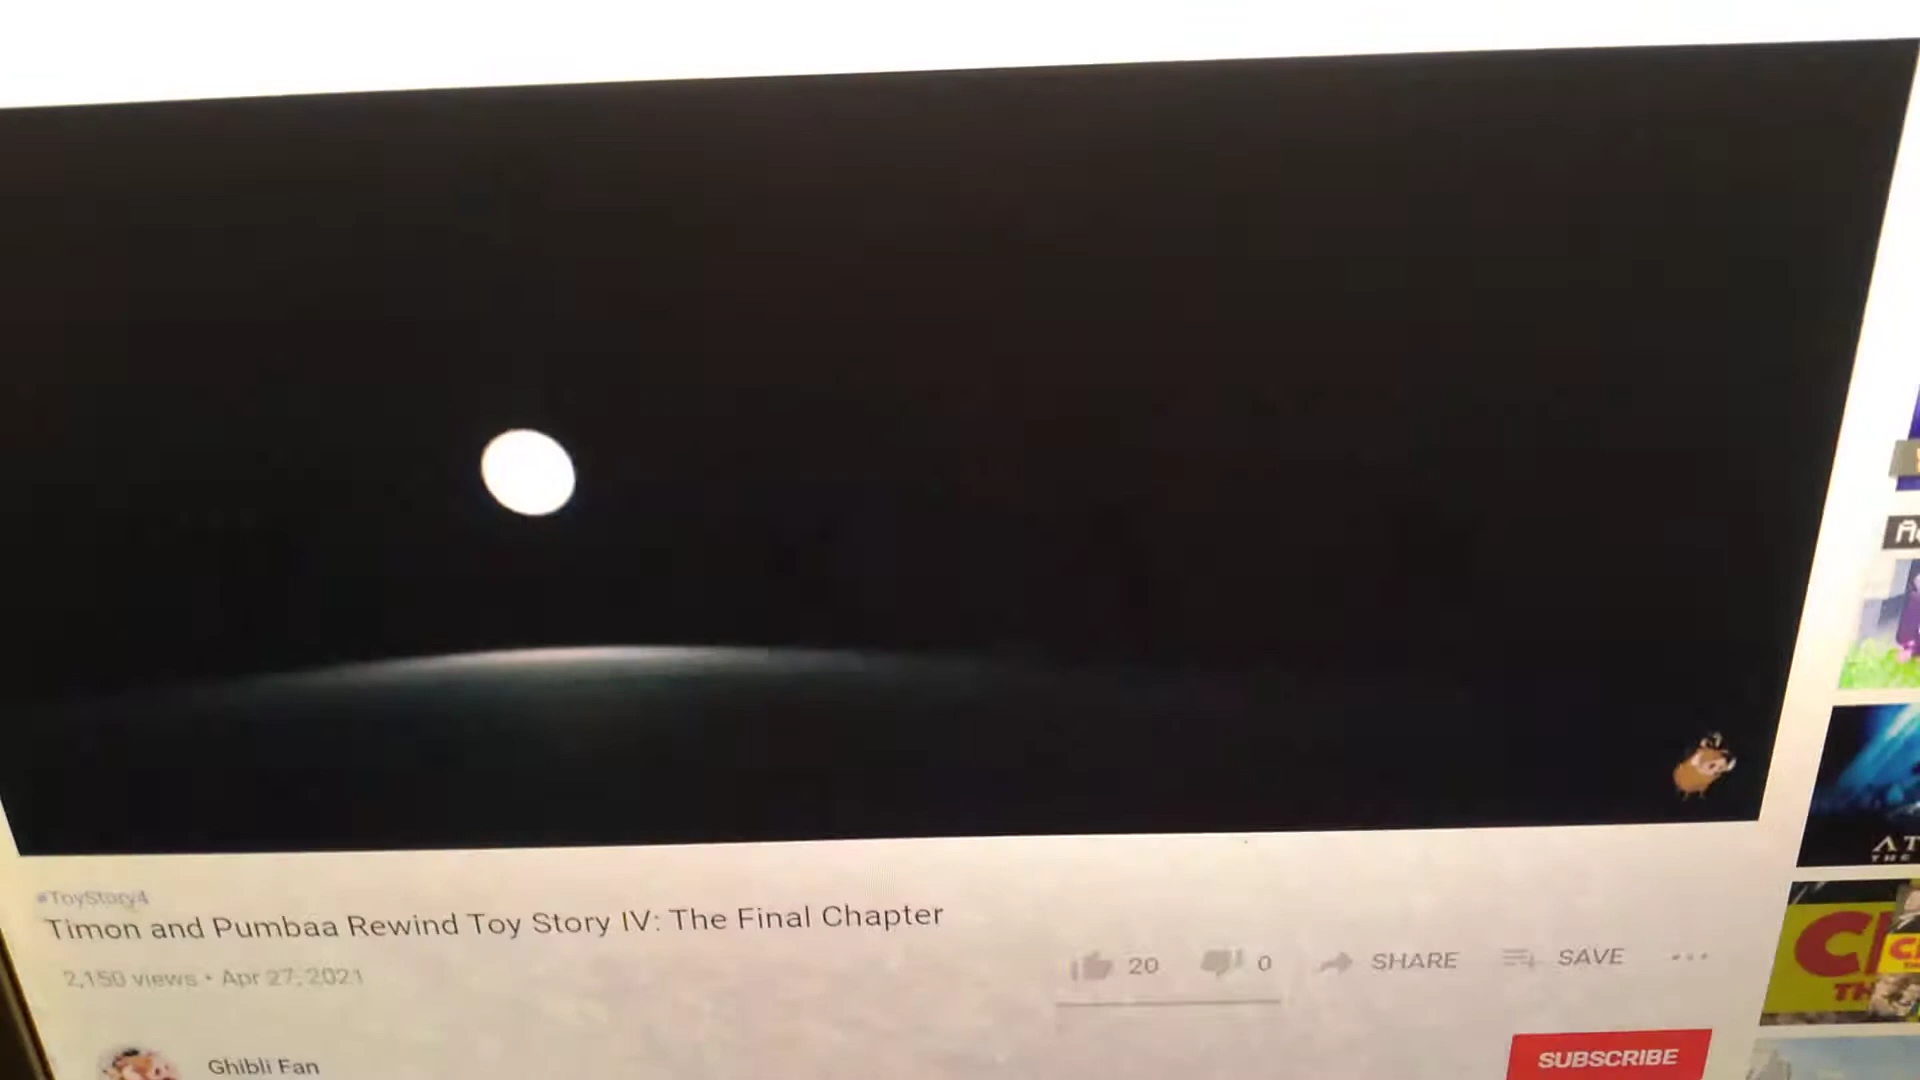 #ToyStory4
Timon and Pumbaa Rewind Toy Story IV: The Final Chapter
2,150 views • Apr 27, 2021
20
0
SHARE
SAVE
Ghibli Fan
SUBSCRIBE